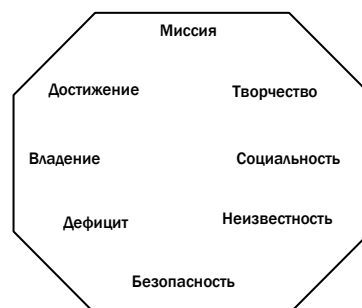 Миссия
Достижение
Творчество
Владение
Социальность
Дефицит
Неизвестность
Безопасность